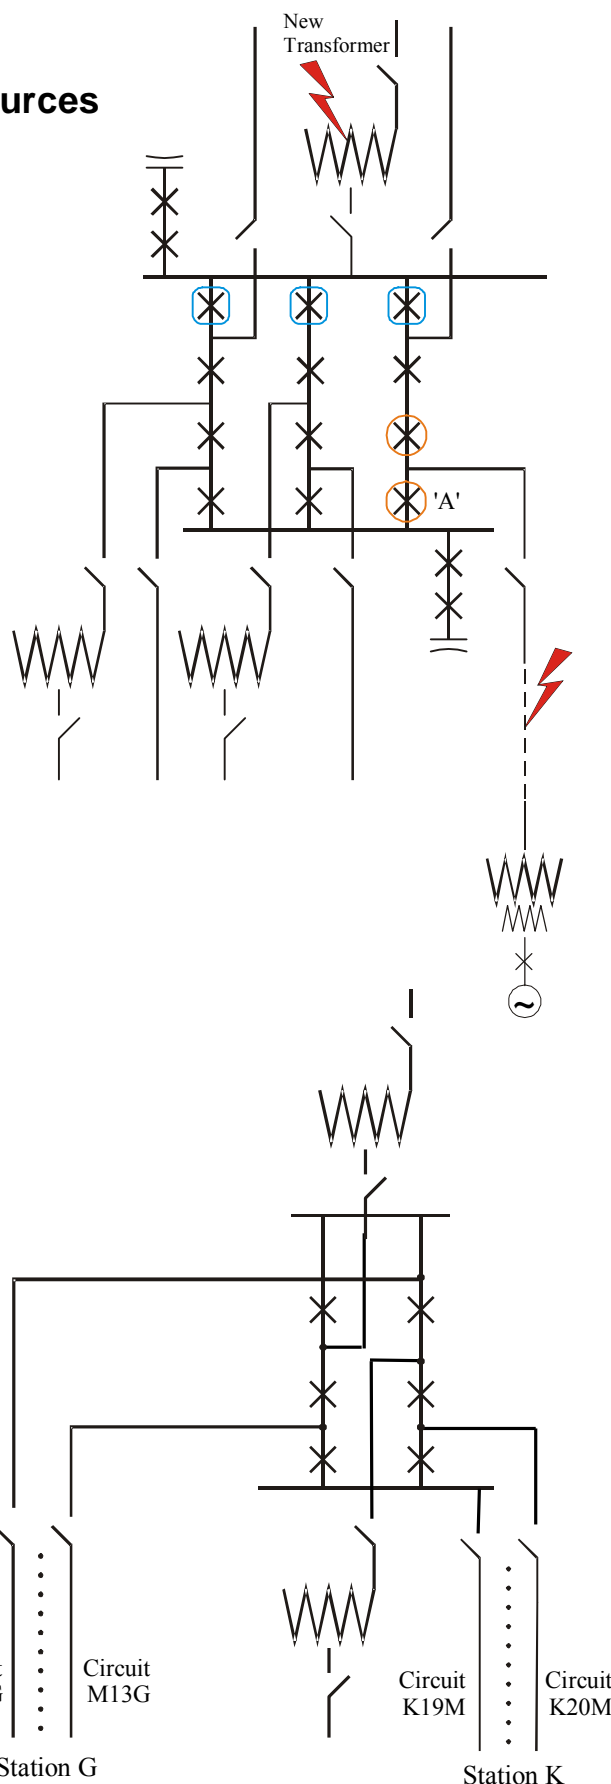 New
Transformer
urces
'A'
~
Circuit
M13G
G
Circuit
K19M
Circuit
K20M
Station G
Station K